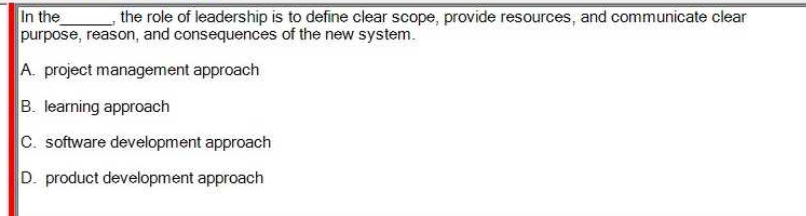 In the______, the role of leadership is to define clear scope, provide resources, and communicate clear
purpose, reason, and consequences of the new system.
A. project management approach
B. learning approach
C. software development approach
D. product development approach